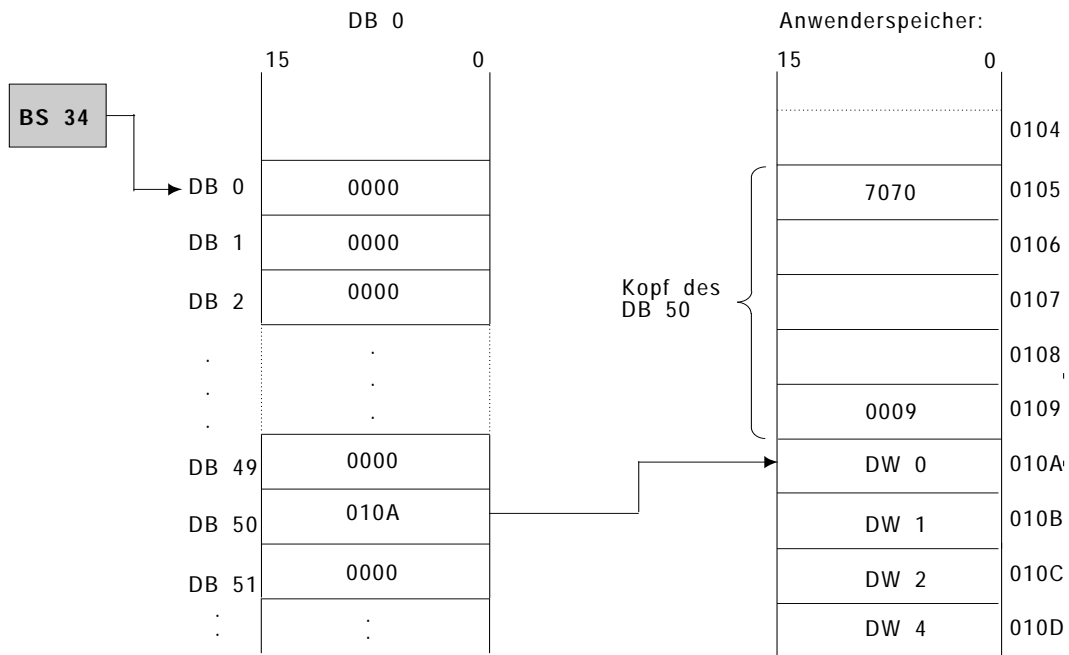 DB 0
Anwenderspeicher:
15 0
15 0
BS 34
0104
DB 0 0000
7070 0105
DB 1 0000
0106
DB 2 0000
Kopf des
DB 50
0107
.
.
.
.
.
.
0108
0009 0109
DB 49 0000
DW 0 010A
DB 50 010A
DW 1 010B
DB 51 0000
DW 2 010C
.
.
.
.
DW 4 010D